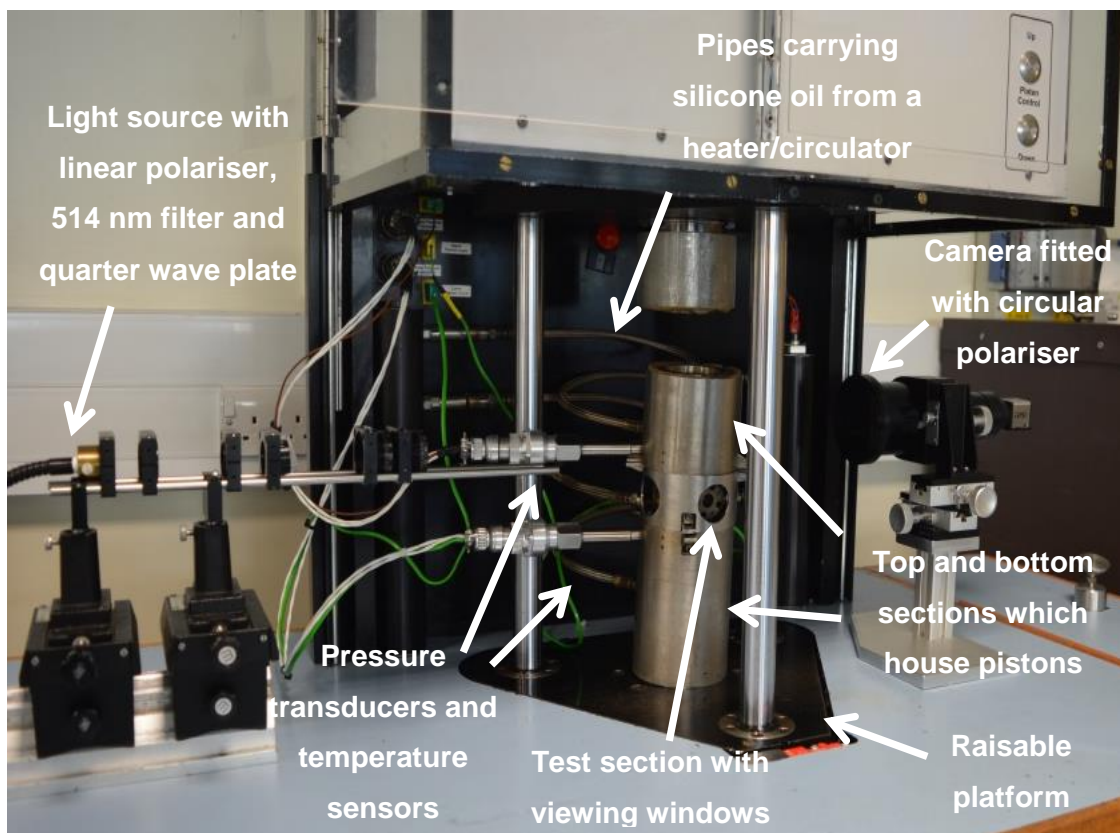 Up
Platen
Control
Down
Pipes carrying
silicone oil from a
heater/circulator
Light source with
linear polariser,
514 nm filter and
quarter wave plate
Camera fitted
with circular
polariser
Top and bottom
sections which
house pistons
Pressure
transducers and
temperature
sensors
Test section with
viewing windows
Raisable
platform